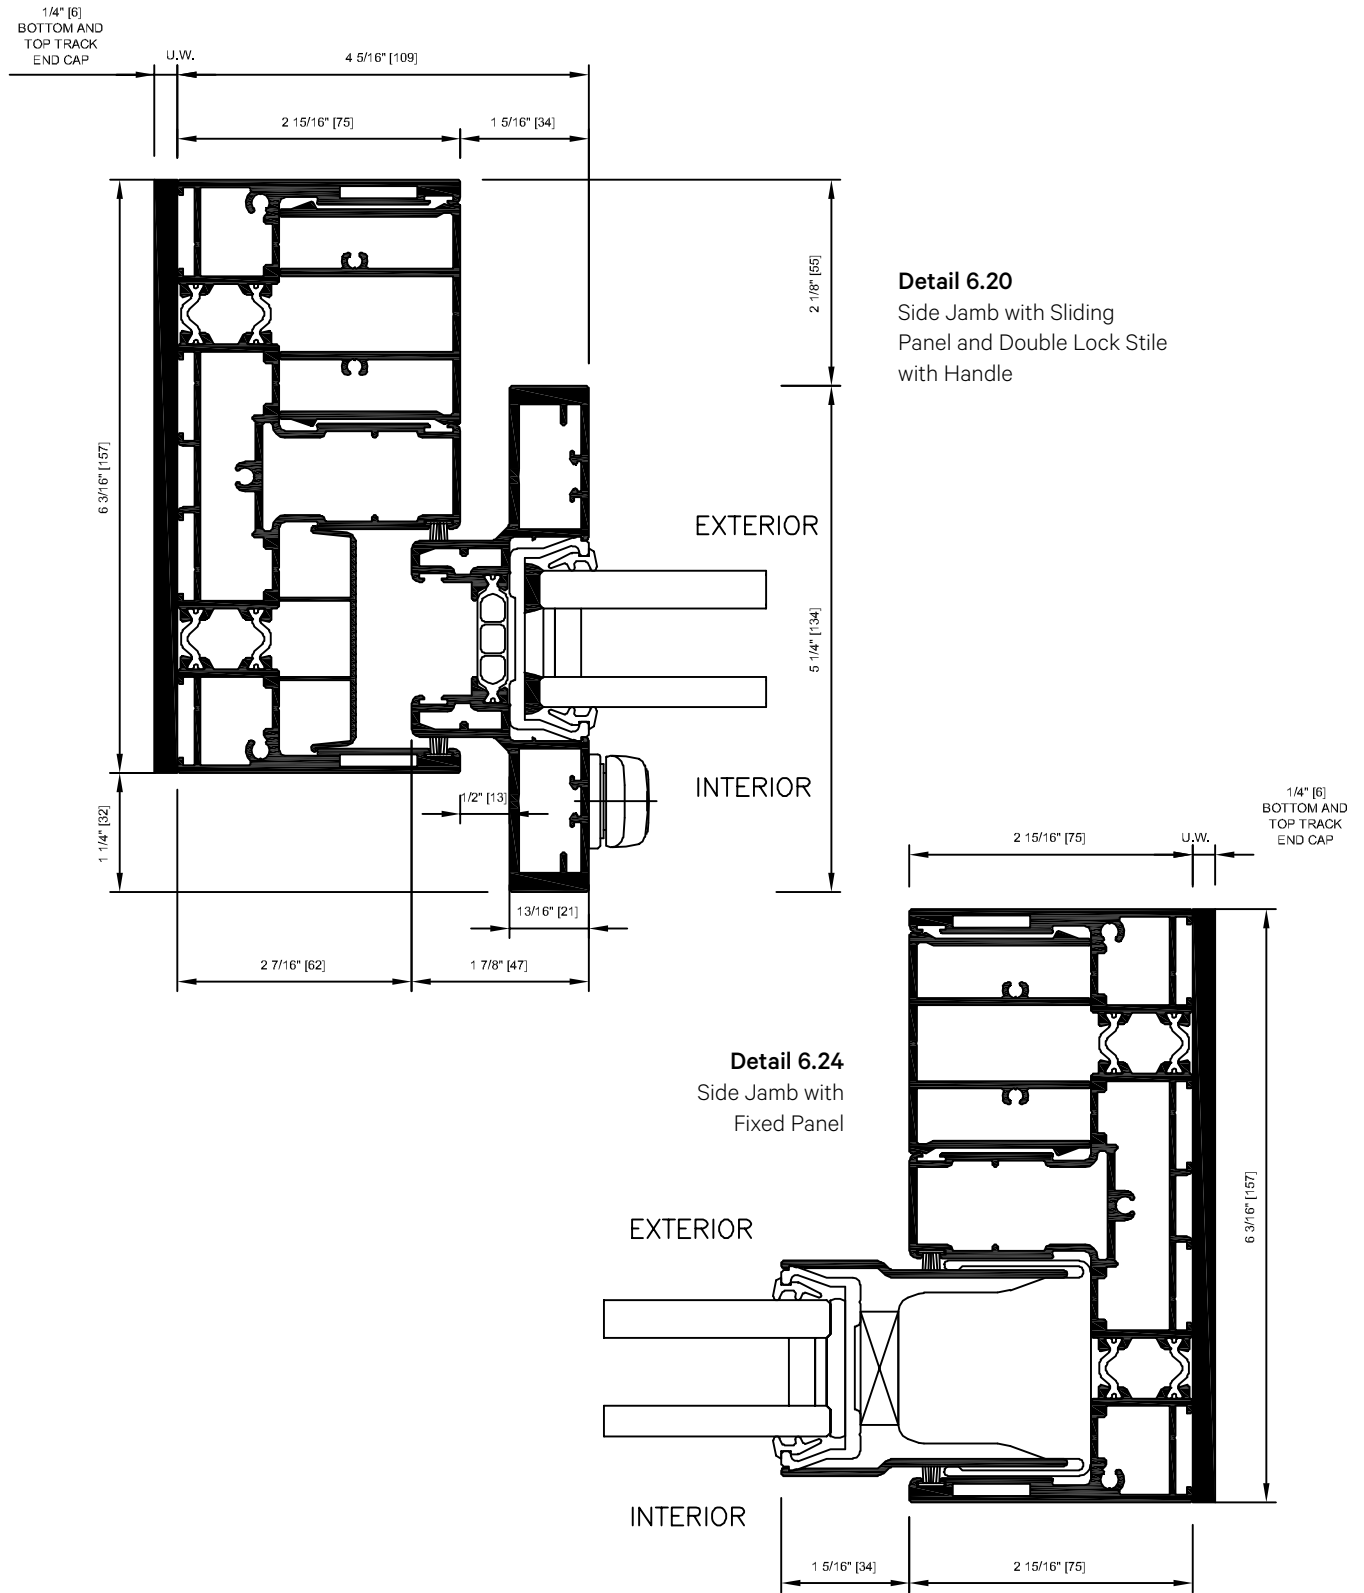 1/4" [6]
BOTTOM AND
TOP TRACK
END CAP
U.W.
4 5/16" [109]
2 15/16" [75]
1 5/16" [34]
2 1/8" [55]
Detail 6.20
Side Jamb with Sliding
Panel and Double Lock Stile
with Handle
6 3/16" [157]
EXTERIOR
5 1/4" [134]
INTERIOR
1/2" [13]
1 1/4" [32]
13/16" [21]
2 7/16" [62]
1 7/8" [47]
1/4" [6]
BOTTOM AND
TOP TRACK
END CAP
2 15/16" [75]
U.W.
Detail 6.24
Side Jamb with
Fixed Panel
6 3/16" [157]
EXTERIOR
INTERIOR
1 5/16" [34]
2 15/16" [75]